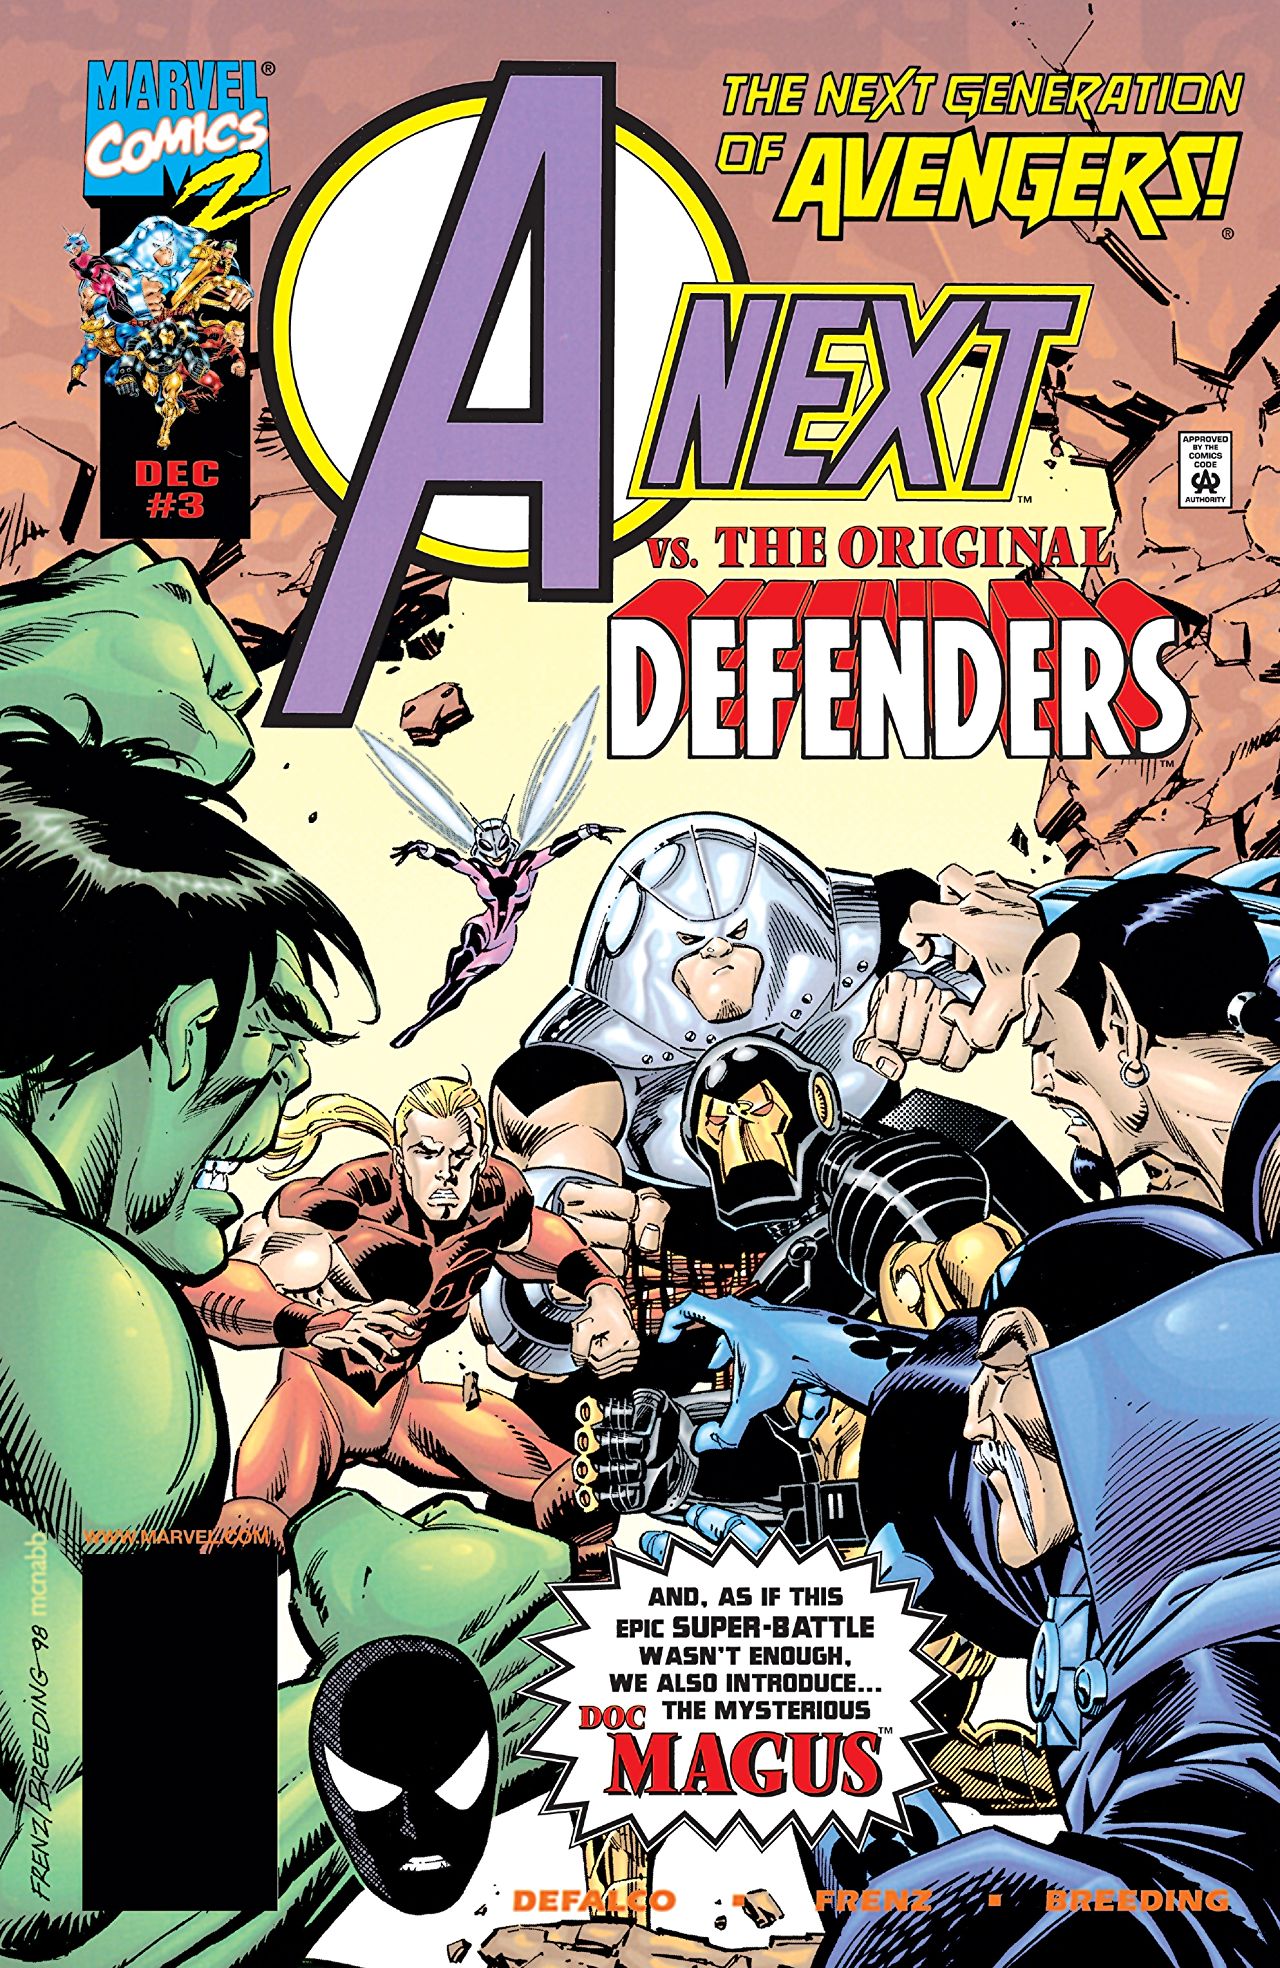 MARVEL®
COMICS
2
DEC
#3
THE NEXT GENERATION
OF AVENGERS!
®
A NEXT
™
APPROVED
BY THE
COMICS
CODE
CA
AUTHORITY
VS. THE ORIGINAL
DEFENDERS
™
WWW.MARVEL.COM
FRENZ/BREEDING-98
mcnabb
AND, AS IF THIS
EPIC SUPER-BATTLE
WASN'T ENOUGH,
WE ALSO INTRODUCE...
THE MYSTERIOUS
DOC
MAGUS™
DEFALCO ▪ FRENZ ▪ BREEDING